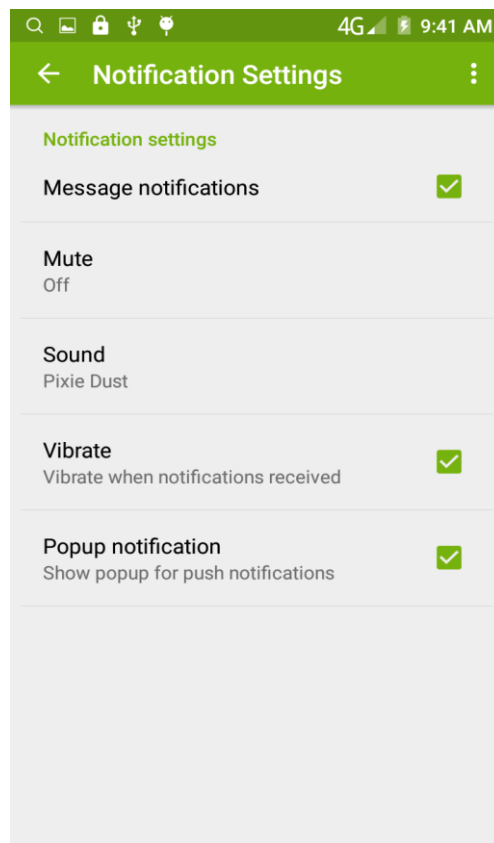 4G 9:41 AM
Notification Settings
Notification settings
Message notifications
Mute
Off
Sound
Pixie Dust
Vibrate
Vibrate when notifications received
Popup notification
Show popup for push notifications